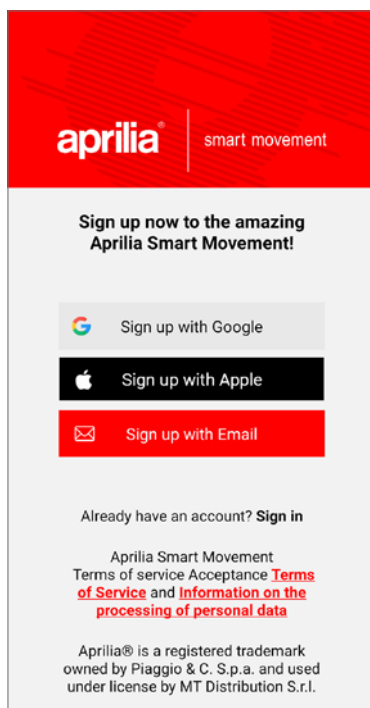 aprilia® smart movement
Sign up now to the amazing
Aprilia Smart Movement!
Sign up with Google
Sign up with Apple
Sign up with Email
Already have an account? Sign in
Aprilia Smart Movement
Terms of service Acceptance Terms
of Service and Information on the
processing of personal data
Aprilia® is a registered trademark
owned by Piaggio & C. S.p.a. and used
under license by MT Distribution S.r.l.